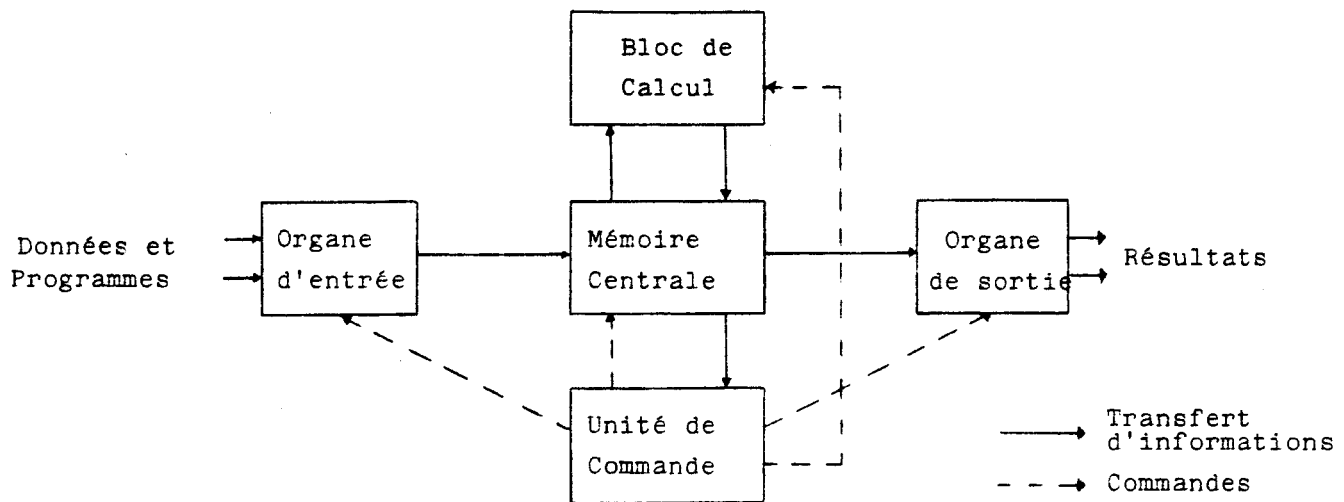 Bloc de
Calcul
Données et
Programmes
Organe
d'entrée
Mémoire
Centrale
Organe
de sortie
Résultats
Unité de
Commande
Transfert
d'informations
Commandes